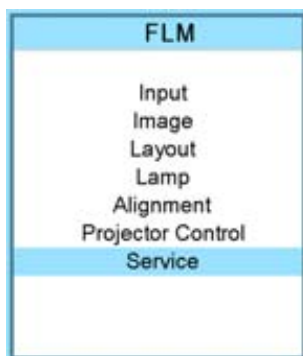 FLM
Input
Image
Layout
Lamp
Alignment
Projector Control
Service